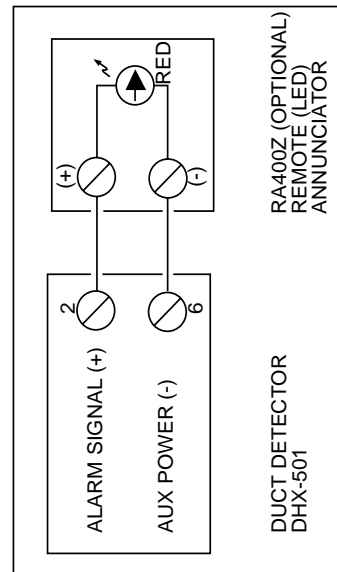 RED
(+)
(-)
RA400Z (OPTIONAL)
REMOTE (LED)
ANNUNCIATOR
2
6
ALARM SIGNAL (+)
AUX POWER (-)
DUCT DETECTOR
DHX-501